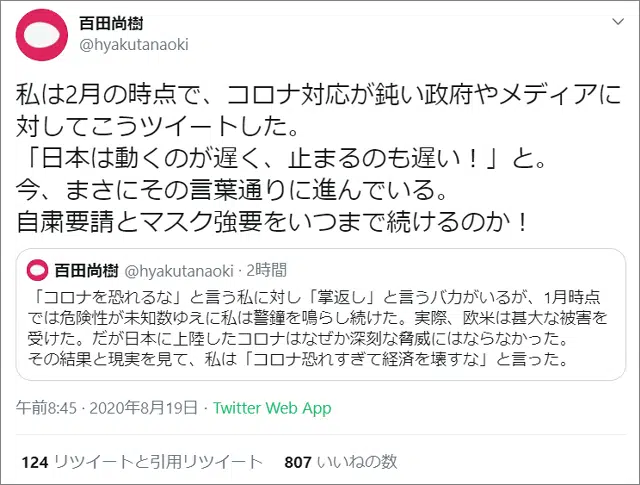 百田尚樹
@hyakutanaoki
私は2月の時点で、コロナ対応が鈍い政府やメディアに
対してこうツイートした。
「日本は動くのが遅く、止まるのも遅い！」と。
今、まさにその言葉通りに進んでいる。
自粛要請とマスク強要をいつまで続けるのか！
百田尚樹 @hyakutanaoki · 2時間
「コロナを恐れるな」と言う私に対し「掌返し」と言うバカがいるが、1月時点
では危険性が未知数ゆえに私は警鐘を鳴らし続けた。実際、欧米は甚大な被害を
受けた。だが日本に上陸したコロナはなぜか深刻な脅威にはならなかった。
その結果と現実を見て、私は「コロナ恐れすぎて経済を壊すな」と言った。
午前8:45 · 2020年8月19日 · Twitter Web App
124 リツイートと引用リツイート 807 いいねの数